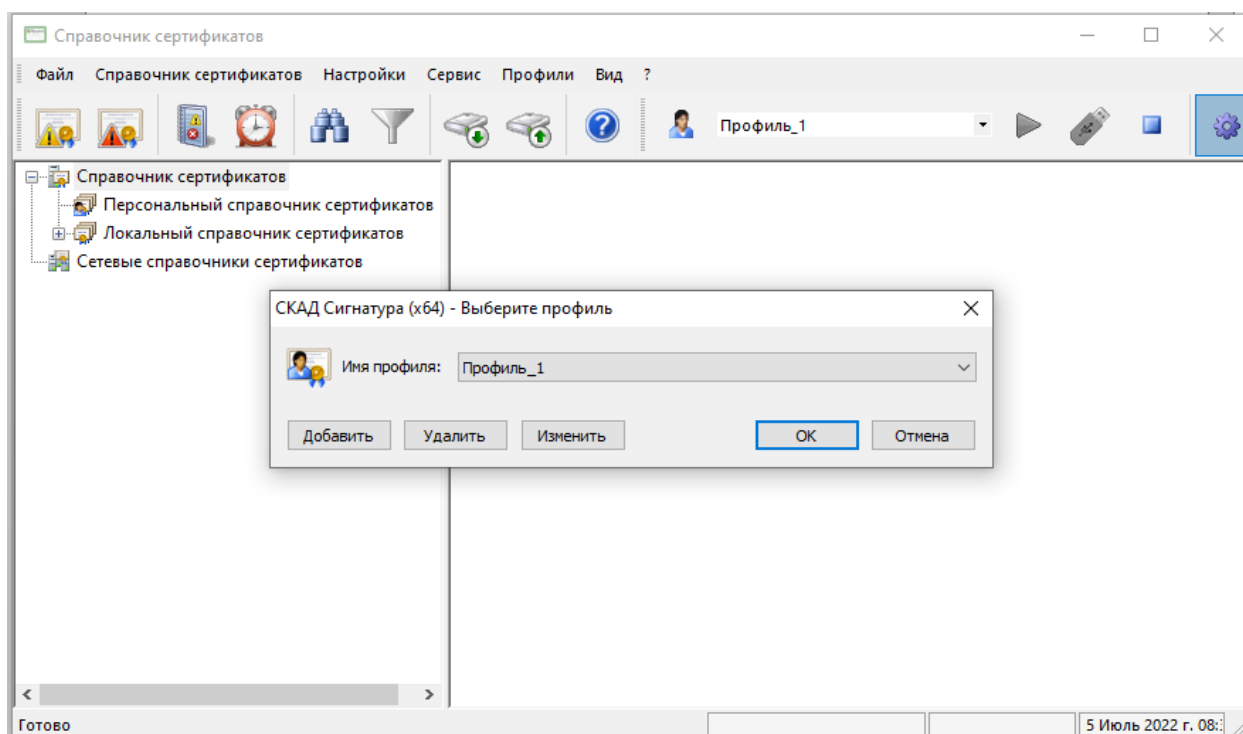 Справочник сертификатов
Файл Справочник сертификатов Настройки Сервис Профили Вид ?
Профиль_1
Справочник сертификатов
Персональный справочник сертификатов
Локальный справочник сертификатов
Сетевые справочники сертификатов
СКАД Сигнатура (x64) - Выберите профиль
Имя профиля: Профиль_1
Добавить Удалить Изменить ОК Отмена
Готово 5 Июль 2022 г. 08: